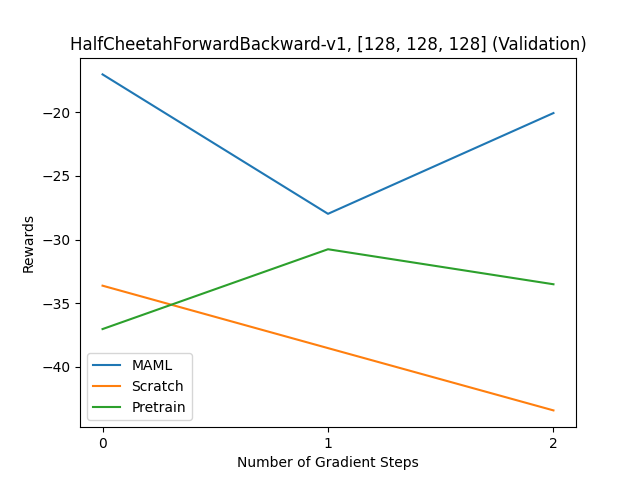 HalfCheetahForwardBackward-v1, [128, 128, 128] (Validation)
Rewards
−20
−25
−30
−35
−40
MAML
Scratch
Pretrain
0
1
2
Number of Gradient Steps